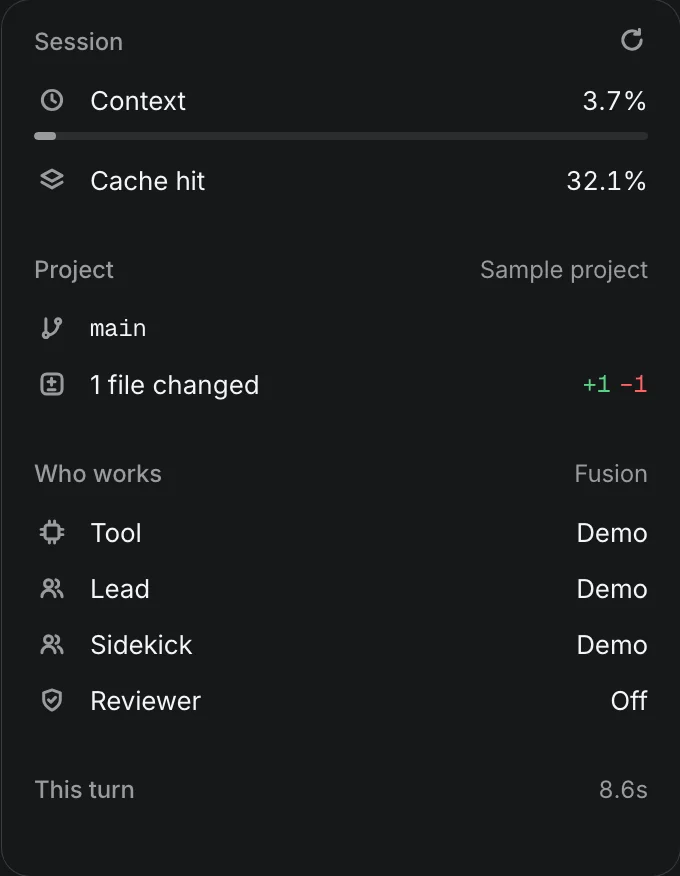 Session
Context 3.7%
Cache hit 32.1%
Project Sample project
main
1 file changed +1 −1
Who works Fusion
Tool Demo
Lead Demo
Sidekick Demo
Reviewer Off
This turn 8.6s